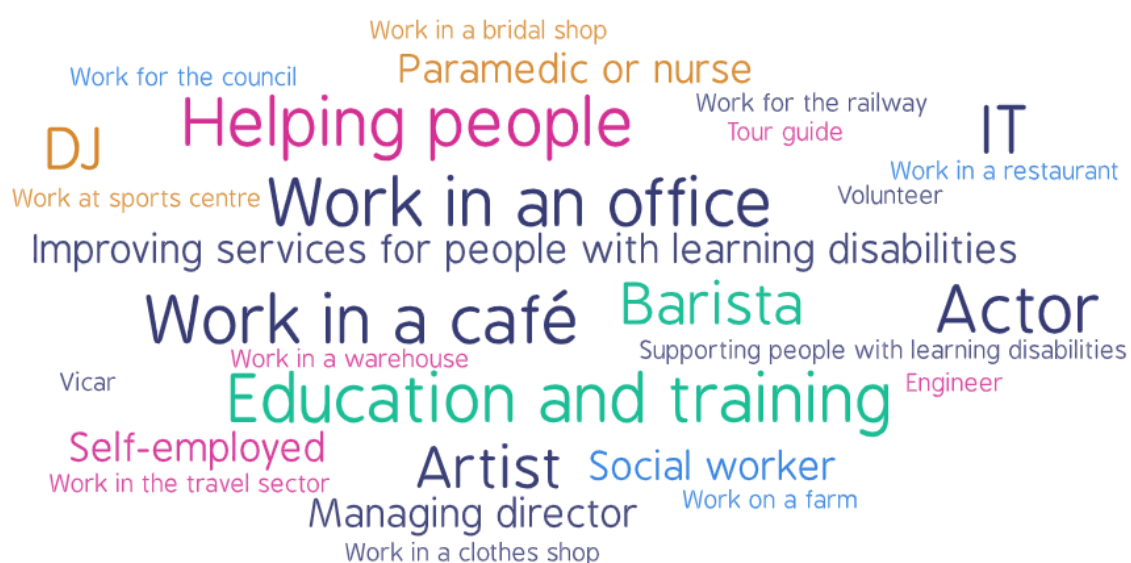 Work in a bridal shop
Paramedic or nurse
Work for the council
Helping people
Work for the railway
IT
Tour guide
DJ
Work in a restaurant
Work at sports centre
Work in an office
Volunteer
Improving services for people with learning disabilities
Work in a café
Barista
Actor
Supporting people with learning disabilities
Work in a warehouse
Vicar
Education and training
Engineer
Self-employed
Artist
Social worker
Work in the travel sector
Work on a farm
Managing director
Work in a clothes shop